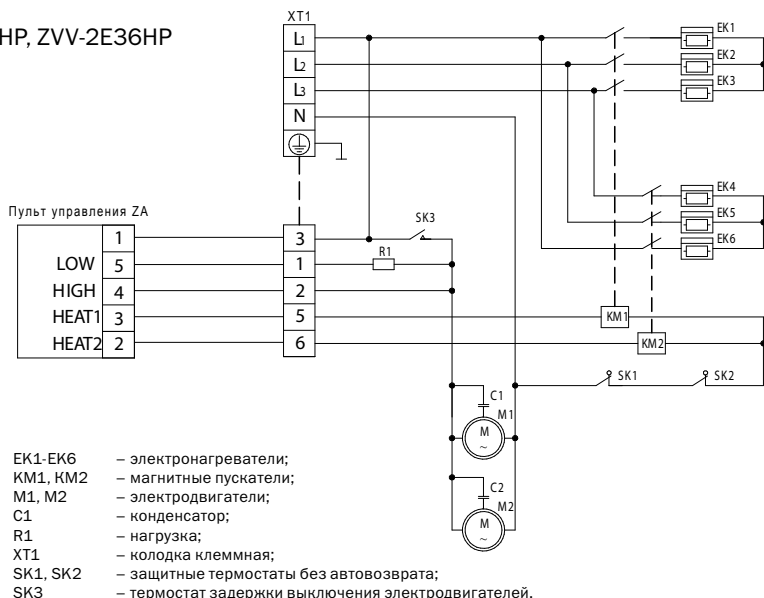 HP, ZVV-2E36HP
XT1
L1
L2
L3
N
EK1
EK2
EK3
EK4
EK5
EK6
Пульт управления ZA
1
LOW 5
HIGH 4
HEAT1 3
HEAT2 2
3
1
2
5
6
SK3
R1
KM1
KM2
SK1
SK2
C1
M1
M
~
C2
M2
M
~
EK1-EK6 – электронагреватели;
KM1, KM2 – магнитные пускатели;
M1, M2 – электродвигатели;
C1 – конденсатор;
R1 – нагрузка;
XT1 – колодка клеммная;
SK1, SK2 – защитные термостаты без автовозврата;
SK3 – термостат задержки выключения электродвигателей.